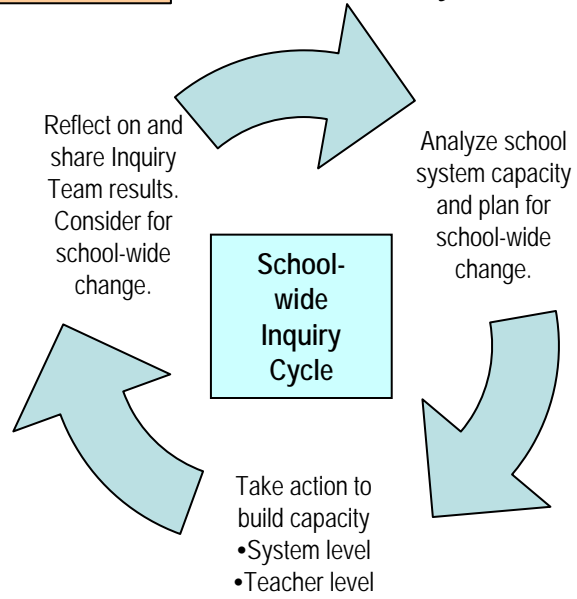 Reflect on and
share Inquiry
Team results.
Consider for
school-wide
change.
Analyze school
system capacity
and plan for
school-wide
change.
School-
wide
Inquiry
Cycle
Take action to
build capacity
•System level
•Teacher level